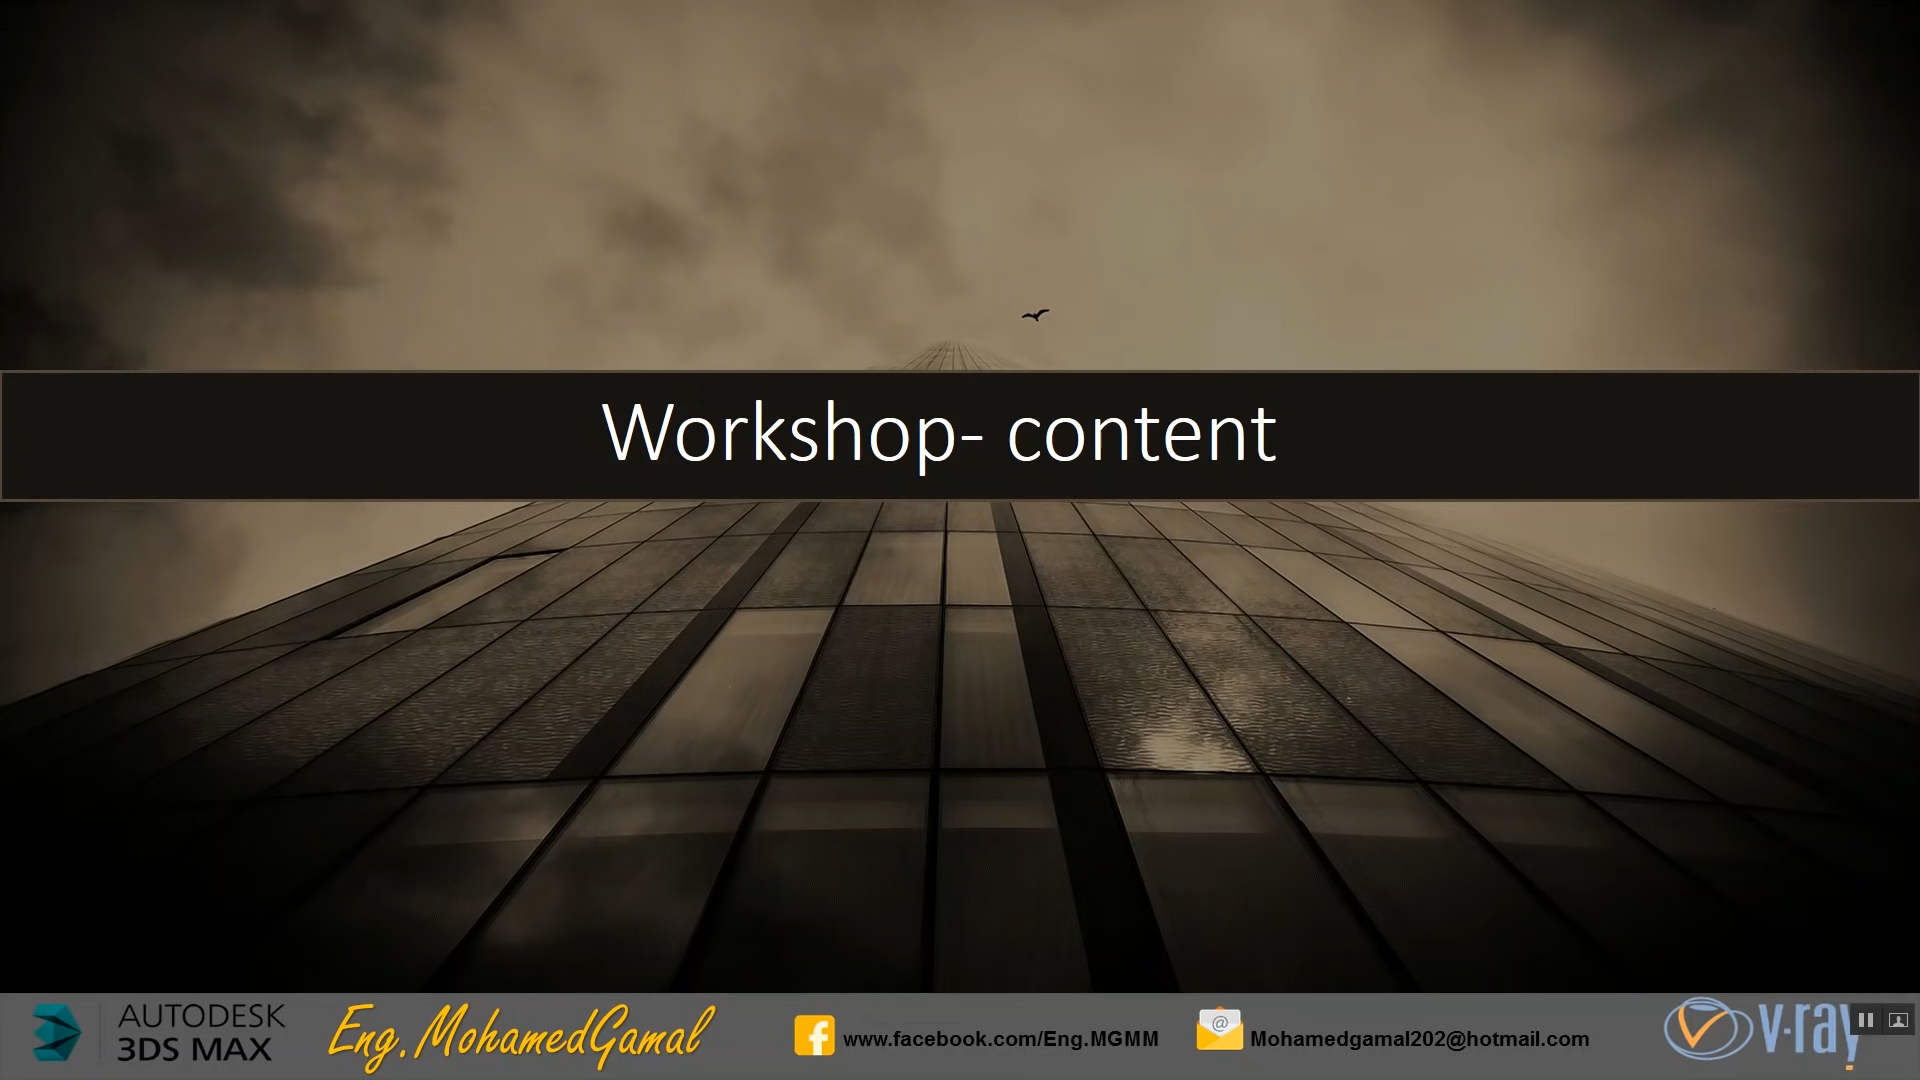 Workshop- content
AUTODESK
3DS MAX
Eng.MohamedGamal
f
www.facebook.com/Eng.MGMM
@
Mohamedgamal202@hotmail.com
v-ray